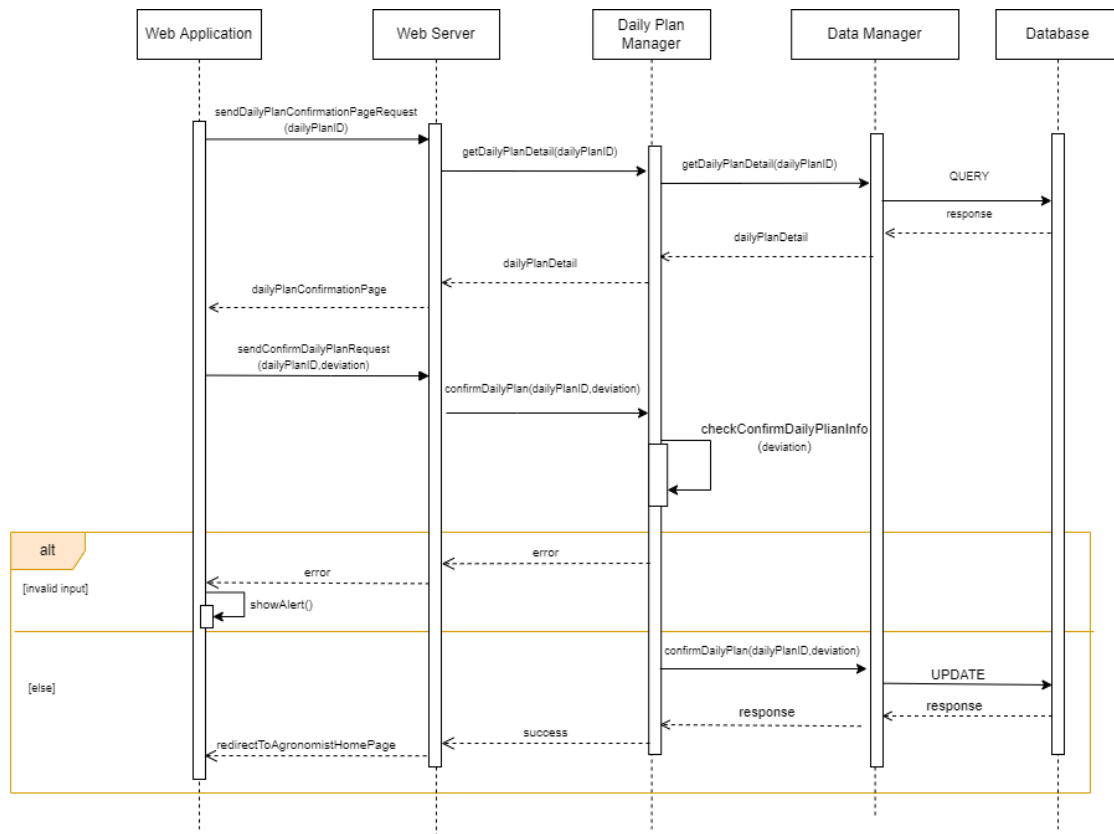 Web Application
Web Server
Daily Plan
Manager
Data Manager
Database
sendDailyPlanConfirmationPageRequest
(dailyPlanID)
getDailyPlanDetail(dailyPlanID)
getDailyPlanDetail(dailyPlanID)
QUERY
response
dailyPlanDetail
dailyPlanDetail
dailyPlanConfirmationPage
sendConfirmDailyPlanRequest
(dailyPlanID,deviation)
confirmDailyPlan(dailyPlanID,deviation)
checkConfirmDailyPlianInfo
(deviation)
alt
error
error
[invalid input]
showAlert()
confirmDailyPlan(dailyPlanID,deviation)
UPDATE
[else]
response
response
success
redirectToAgronomistHomePage